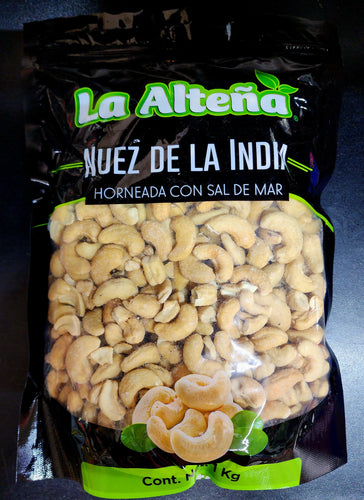 La Alteña
NUEZ DE LA INDIA
HORNEADA CON SAL DE MAR
Cont. Kg